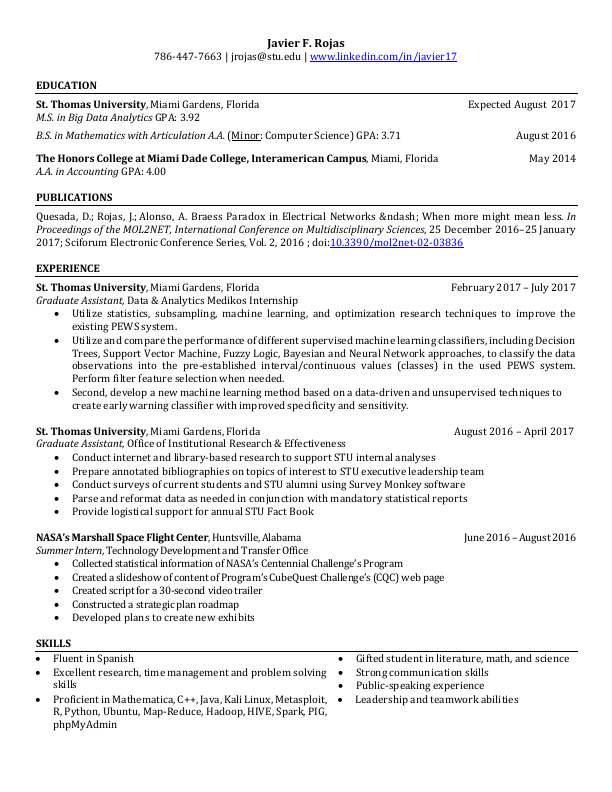 Javier F. Rojas
786-447-7663 | jrojas@stu.edu | www.linkedin.com/in/javier17
EDUCATION
St. Thomas University, Miami Gardens, Florida Expected August 2017
M.S. in Big Data Analytics GPA: 3.92
B.S. in Mathematics with Articulation A.A. (Minor: Computer Science) GPA: 3.71 August 2016
The Honors College at Miami Dade College, Interamerican Campus, Miami, Florida May 2014
A.A. in Accounting GPA: 4.00
PUBLICATIONS
Quesada, D.; Rojas, J.; Alonso, A. Braess Paradox in Electrical Networks &ndash; When more might mean less. In
Proceedings of the MOL2NET, International Conference on Multidisciplinary Sciences, 25 December 2016–25 January
2017; Sciforum Electronic Conference Series, Vol. 2, 2016 ; doi:10.3390/mol2net-02-03836
EXPERIENCE
St. Thomas University, Miami Gardens, Florida February 2017 – July 2017
Graduate Assistant, Data & Analytics Medikos Internship
• Utilize statistics, subsampling, machine learning, and optimization research techniques to improve the
existing PEWS system.
• Utilize and compare the performance of different supervised machine learning classifiers, including Decision
Trees, Support Vector Machine, Fuzzy Logic, Bayesian and Neural Network approaches, to classify the data
observations into the pre-established interval/continuous values (classes) in the used PEWS system.
Perform filter feature selection when needed.
• Second, develop a new machine learning method based on a data-driven and unsupervised techniques to
create early warning classifier with improved specificity and sensitivity.
St. Thomas University, Miami Gardens, Florida August 2016 – April 2017
Graduate Assistant, Office of Institutional Research & Effectiveness
• Conduct internet and library-based research to support STU internal analyses
• Prepare annotated bibliographies on topics of interest to STU executive leadership team
• Conduct surveys of current students and STU alumni using Survey Monkey software
• Parse and reformat data as needed in conjunction with mandatory statistical reports
• Provide logistical support for annual STU Fact Book
NASA's Marshall Space Flight Center, Huntsville, Alabama June 2016 – August 2016
Summer Intern, Technology Development and Transfer Office
• Collected statistical information of NASA's Centennial Challenge's Program
• Created a slideshow of content of Program's CubeQuest Challenge's (CQC) web page
• Created script for a 30-second video trailer
• Constructed a strategic plan roadmap
• Developed plans to create new exhibits
SKILLS
• Fluent in Spanish
• Excellent research, time management and problem solving
skills
• Proficient in Mathematica, C++, Java, Kali Linux, Metasploit,
R, Python, Ubuntu, Map-Reduce, Hadoop, HIVE, Spark, PIG,
phpMyAdmin
• Gifted student in literature, math, and science
• Strong communication skills
• Public-speaking experience
• Leadership and teamwork abilities